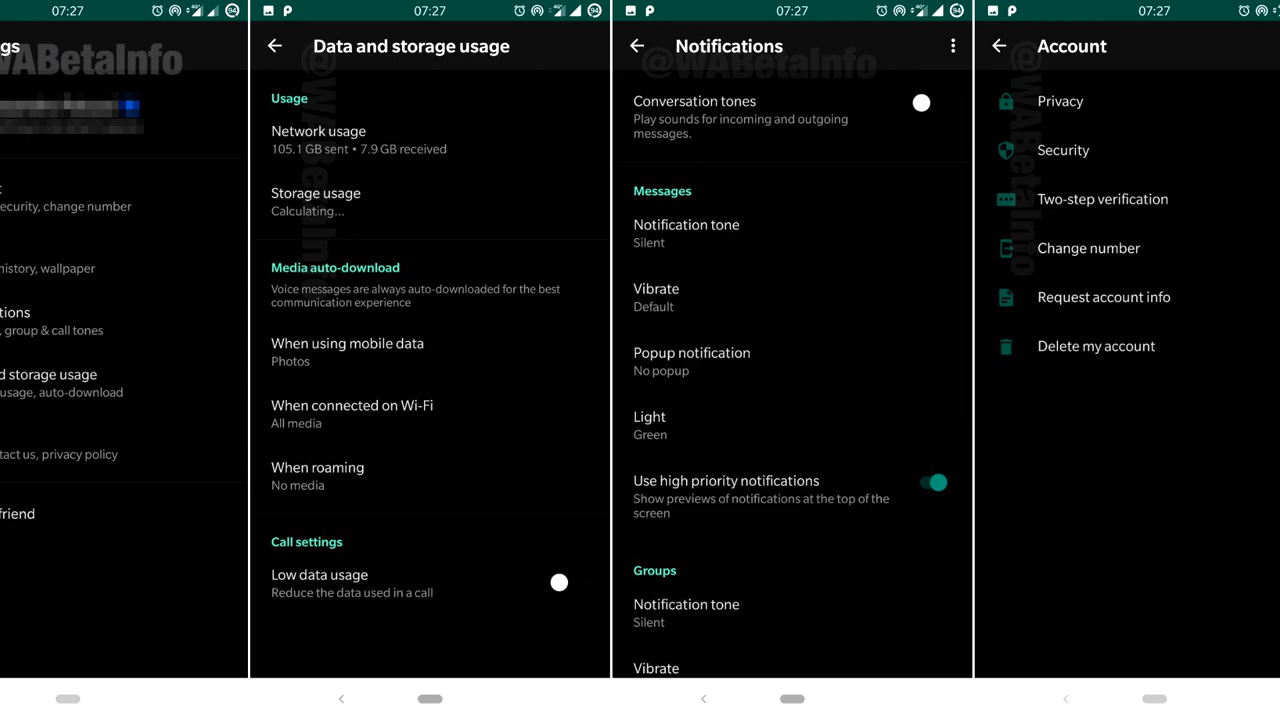 07:27
94
gs
WABetaInfo
:
ecurity, change number
history, wallpaper
tions
, group & call tones
d storage usage
usage, auto-download
tact us, privacy policy
friend
07:27
94
Data and storage usage
@WABetaInfo
Usage
Network usage
105.1 GB sent • 7.9 GB received
Storage usage
Calculating...
Media auto-download
Voice messages are always auto-downloaded for the best
communication experience
When using mobile data
Photos
When connected on Wi-Fi
All media
When roaming
No media
Call settings
Low data usage
Reduce the data used in a call
07:27
94
Notifications
@WABetaInfo
Conversation tones
Play sounds for incoming and outgoing
messages.
Messages
Notification tone
Silent
Vibrate
Default
Popup notification
No popup
Light
Green
Use high priority notifications
Show previews of notifications at the top of the
screen
Groups
Notification tone
Silent
Vibrate
07:27
Account
@WABetaInfo
Privacy
Security
Two-step verification
Change number
Request account info
Delete my account